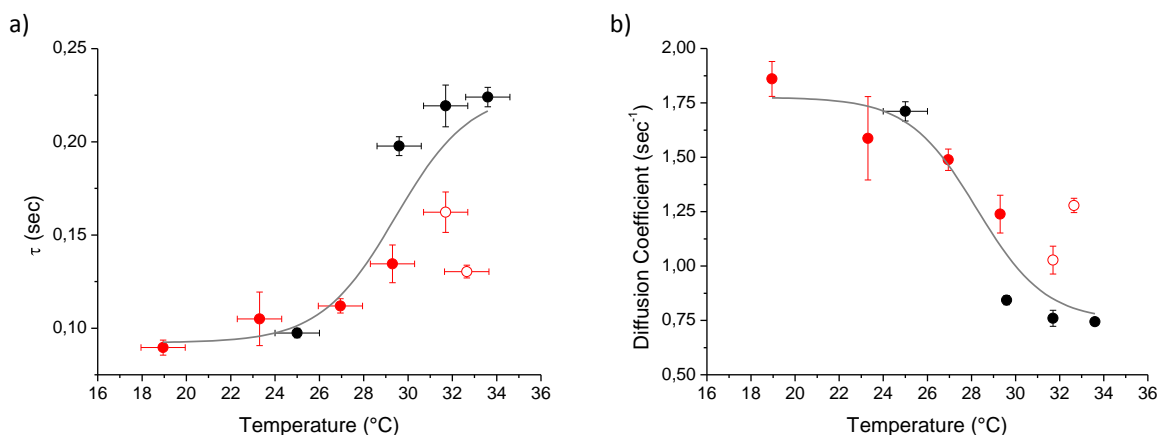 a)
0,25
0,20
0,15
0,10
τ (sec)
16 18 20 22 24 26 28 30 32 34 36
Temperature (°C)
b)
2,00
1,75
1,50
1,25
1,00
0,75
0,50
Diffusion Coefficient (sec⁻¹)
16 18 20 22 24 26 28 30 32 34 36
Temperature (°C)